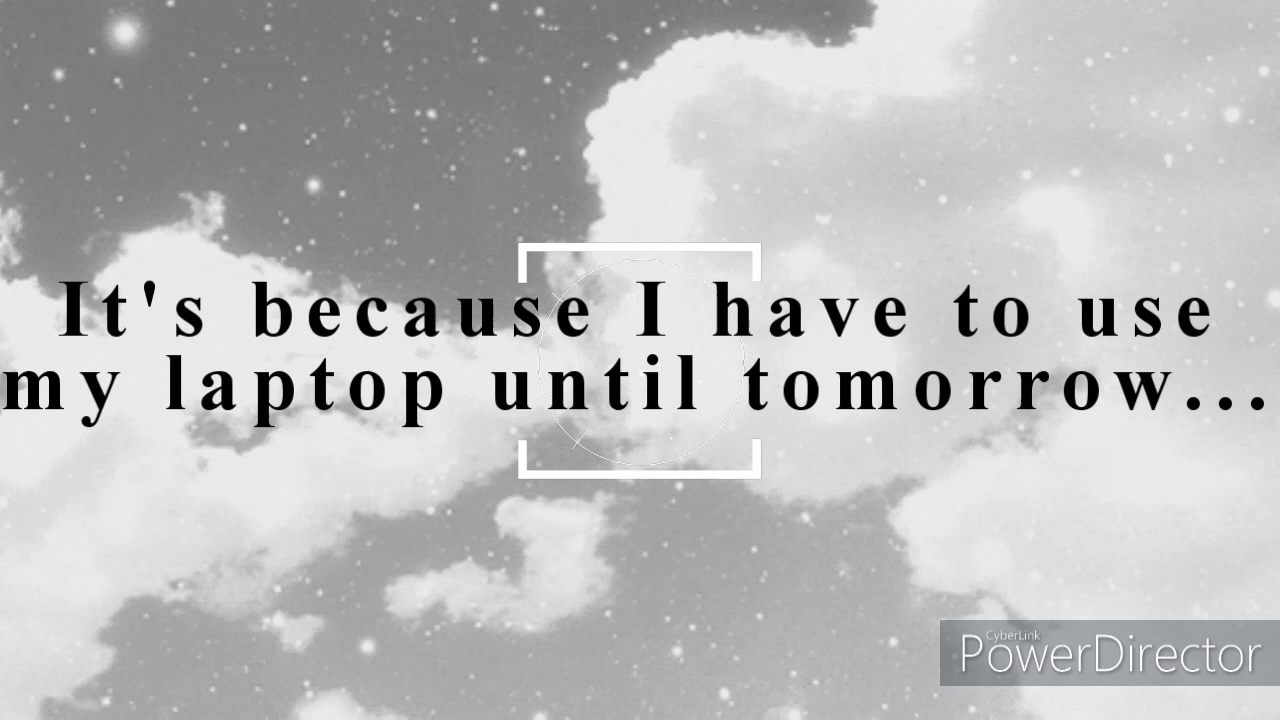 It's because I have to use
my laptop until tomorrow...
CyberLink
PowerDirector